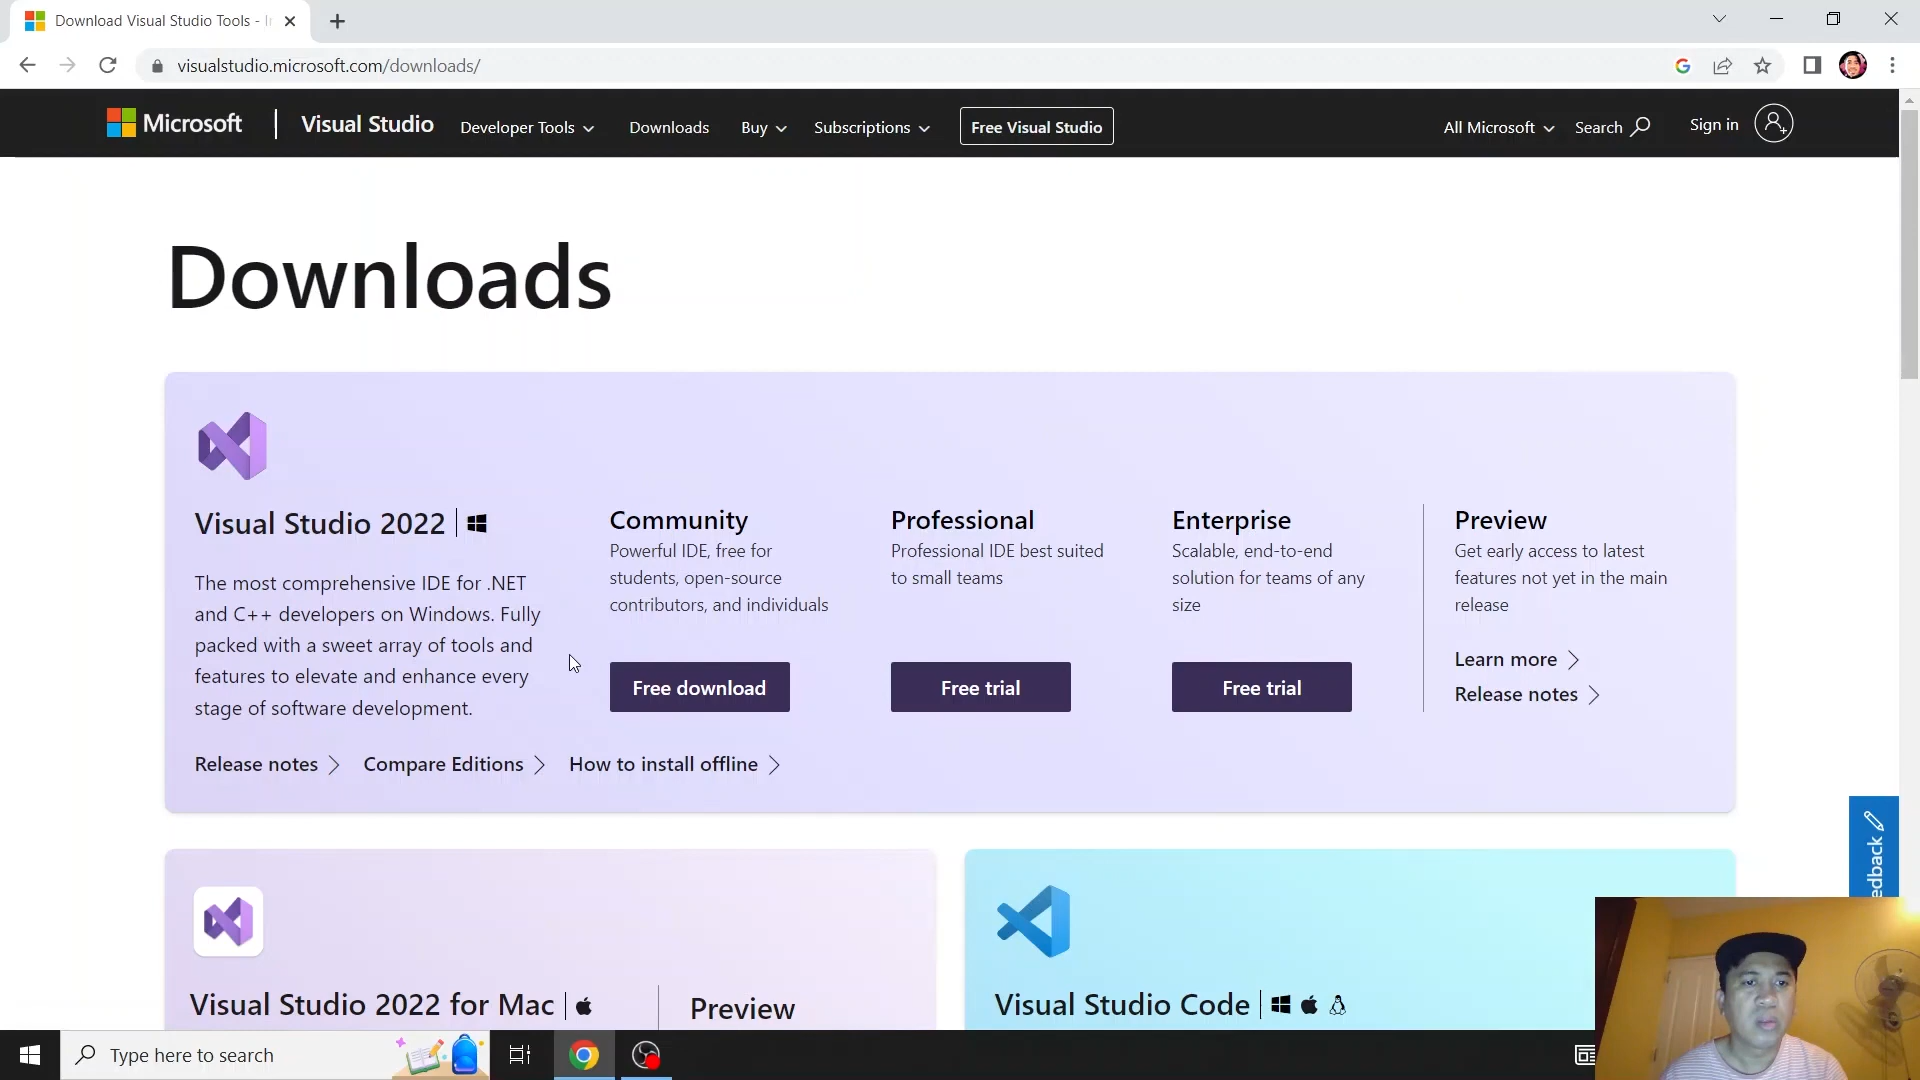 Download Visual Studio Tools -
visualstudio.microsoft.com/downloads/
Microsoft
Visual Studio
Developer Tools
Downloads
Buy
Subscriptions
Free Visual Studio
All Microsoft
Search
Sign in
Downloads
Visual Studio 2022
The most comprehensive IDE for .NET
and C++ developers on Windows. Fully
packed with a sweet array of tools and
features to elevate and enhance every
stage of software development.
Community
Powerful IDE, free for
students, open-source
contributors, and individuals
Free download
Professional
Professional IDE best suited
to small teams
Free trial
Enterprise
Scalable, end-to-end
solution for teams of any
size
Free trial
Preview
Get early access to latest
features not yet in the main
release
Learn more
Release notes
Release notes
Compare Editions
How to install offline
edback
Visual Studio 2022 for Mac
Preview
Visual Studio Code
Type here to search